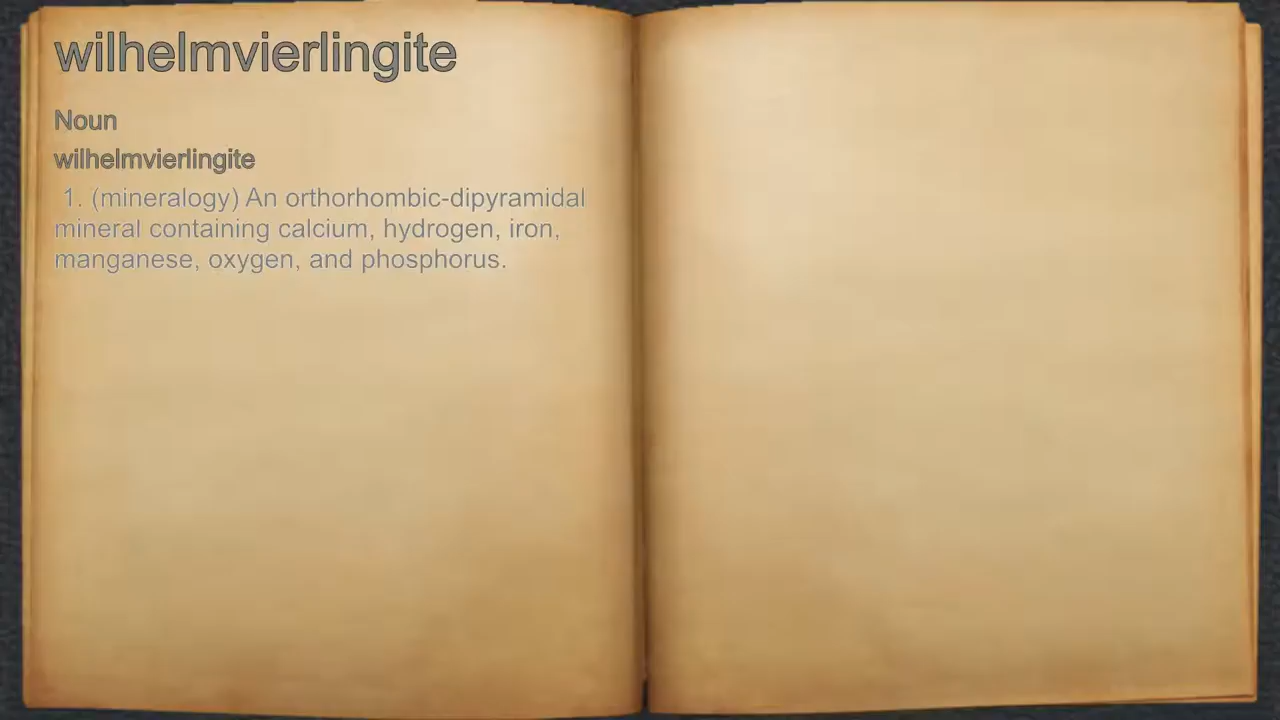 wilhelmvierlingite
Noun
wilhelmvierlingite
1. (mineralogy) An orthorhombic-dipyramidal
mineral containing calcium, hydrogen, iron,
manganese, oxygen, and phosphorus.